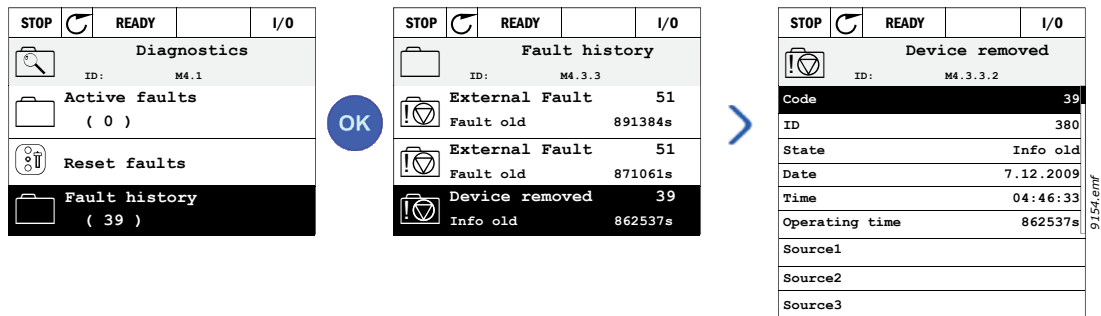 STOP READY I/O
Diagnostics
ID: M4.1
Active faults
( 0 )
Reset faults
Fault history
( 39 )
OK
STOP READY I/O
Fault history
ID: M4.3.3
External Fault 51
Fault old 891384s
External Fault 51
Fault old 871061s
Device removed 39
Info old 862537s
STOP READY I/O
Device removed
ID: M4.3.3.2
Code 39
ID 380
State Info old
Date 7.12.2009
Time 04:46:33
Operating time 862537s
Source1
Source2
Source3
9154.emf